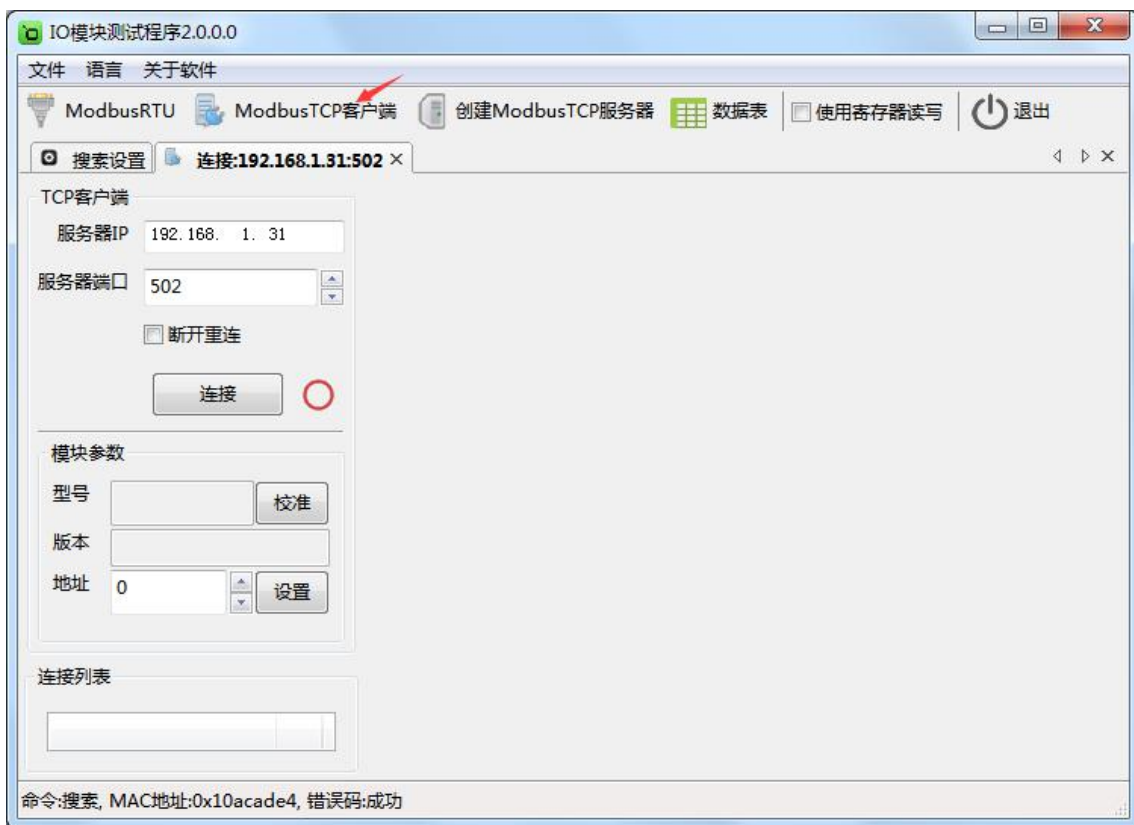 IO模块测试程序2.0.0.0
文件 语言 关于软件
ModbusRTU ModbusTCP客户端 创建ModbusTCP服务器 数据表 使用寄存器读写 退出
搜索设置 连接:192.168.1.31:502
TCP客户端
服务器IP 192.168. 1. 31
服务器端口 502
断开重连
连接
模块参数
型号 校准
版本
地址 0 设置
连接列表
命令:搜索, MAC地址:0x10acade4, 错误码:成功